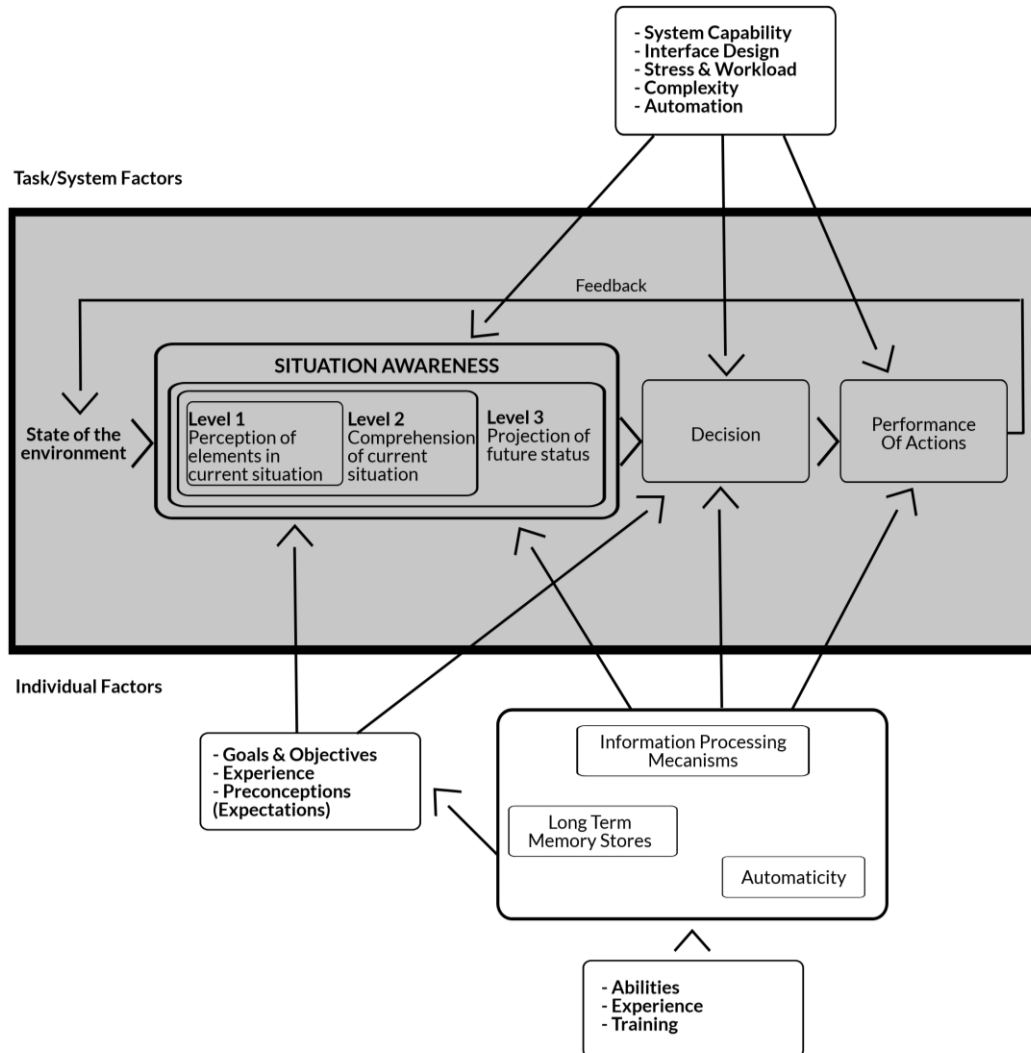 - System Capability
- Interface Design
- Stress & Workload
- Complexity
- Automation
Task/System Factors
Feedback
SITUATION AWARENESS
State of the
environment
Level 1
Perception of
elements in
current situation
Level 2
Comprehension
of current
situation
Level 3
Projection of
future status
Decision
Performance
Of Actions
Individual Factors
- Goals & Objectives
- Experience
- Preconceptions
(Expectations)
Information Processing
Mecanisms
Long Term
Memory Stores
Automaticity
- Abilities
- Experience
- Training